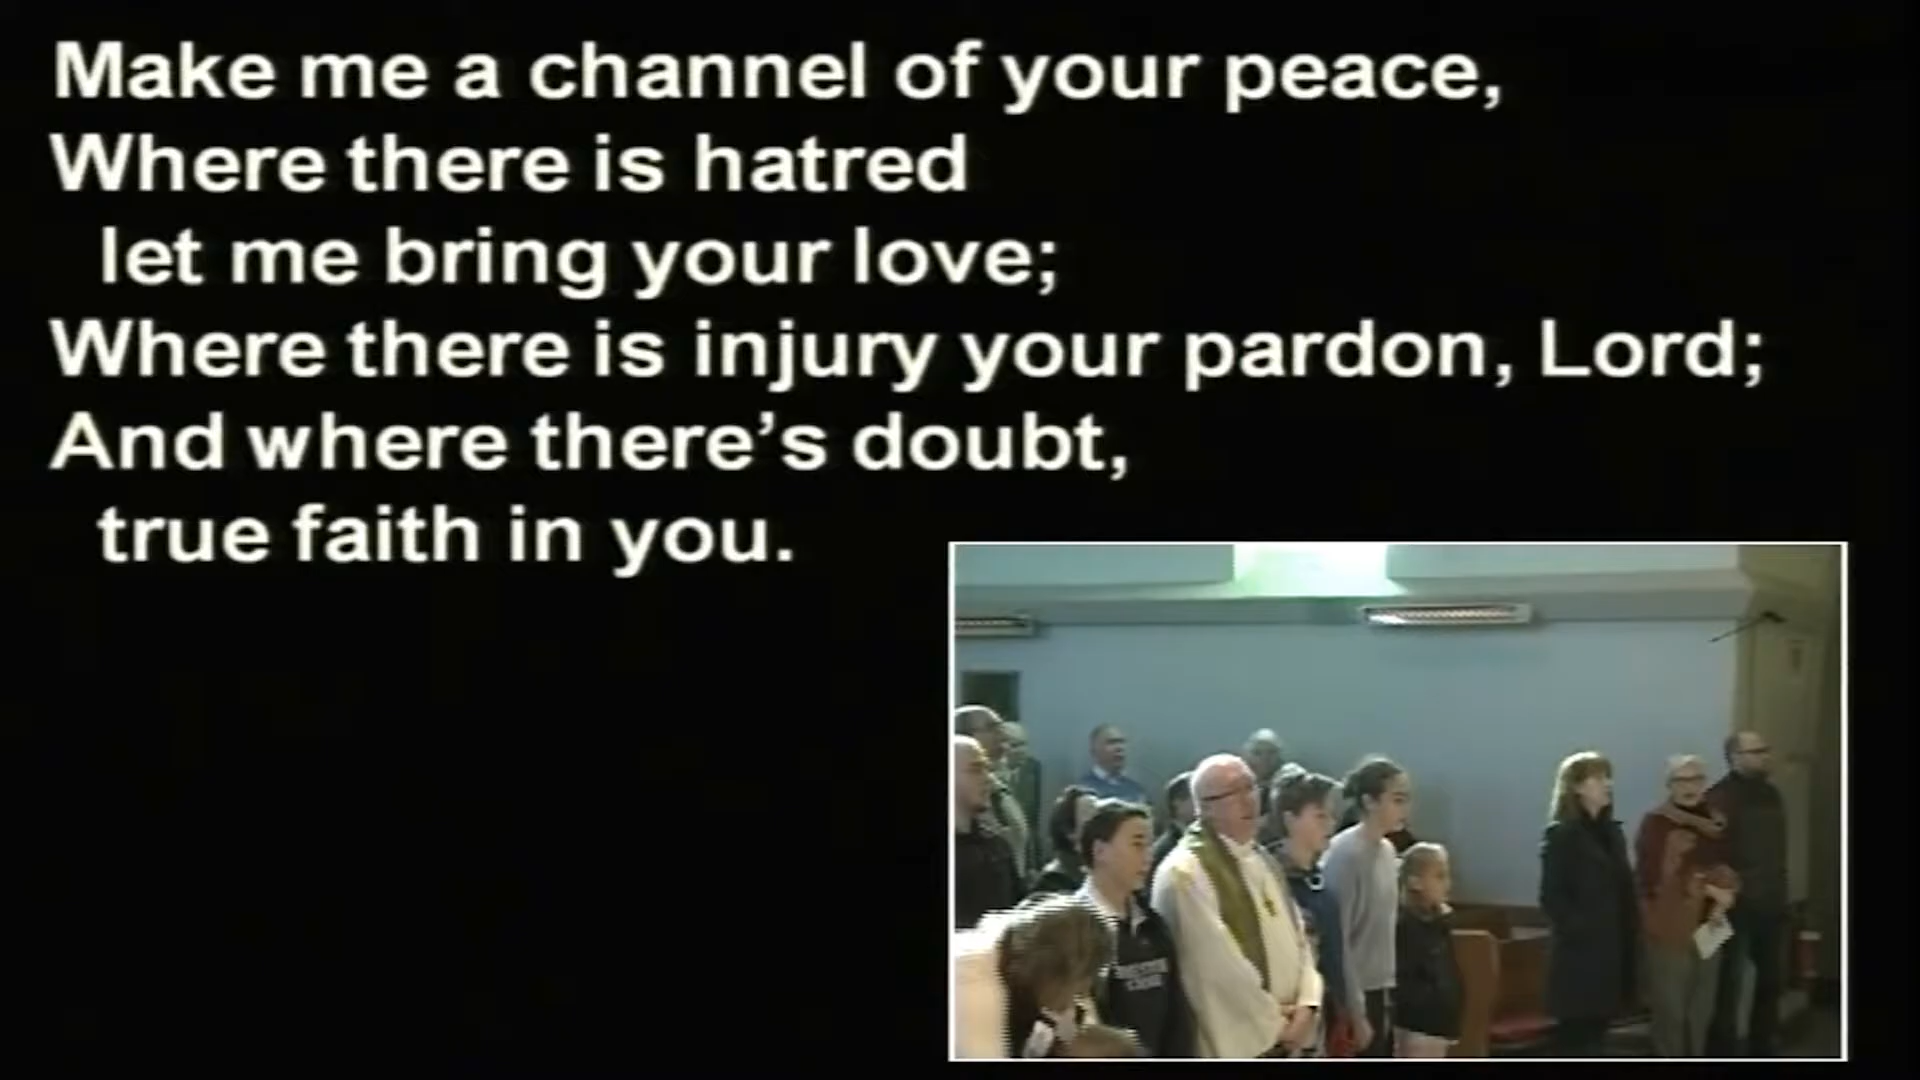 Make me a channel of your peace,
Where there is hatred
let me bring your love;
Where there is injury your pardon, Lord;
And where there's doubt,
true faith in you.